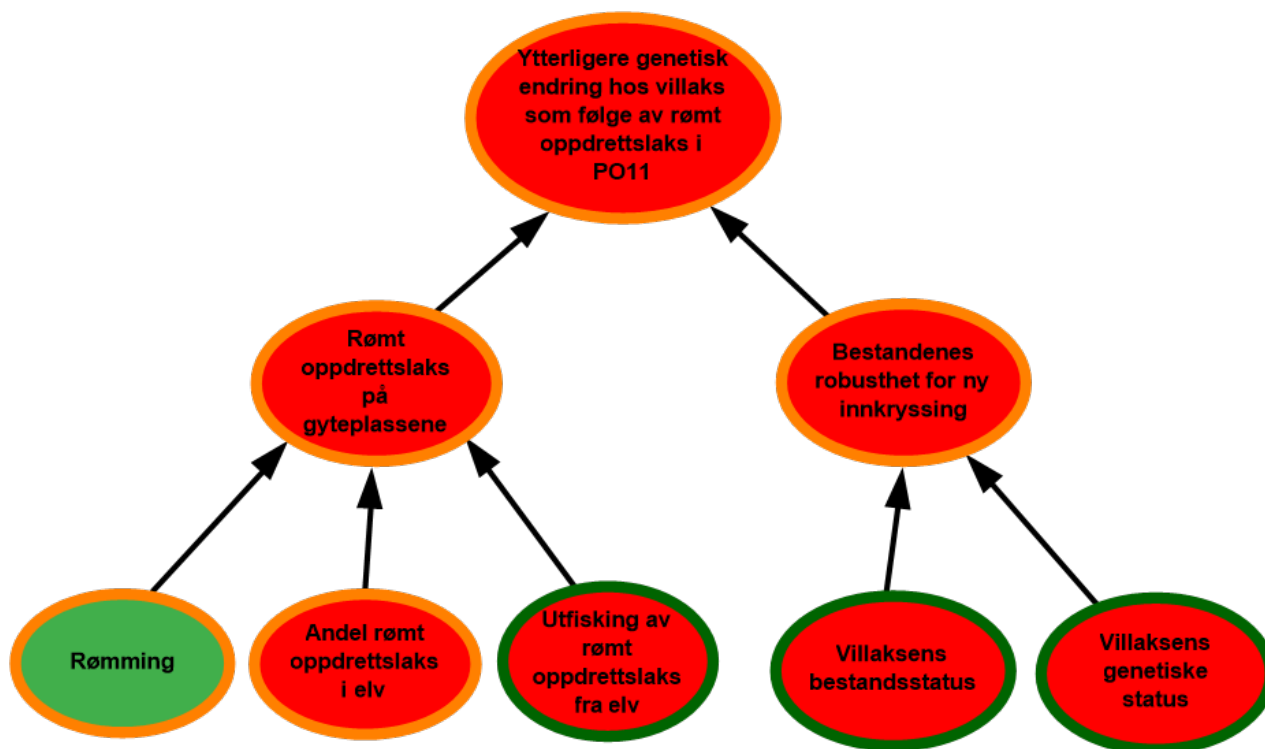 Ytterligere genetisk
endring hos villaks
som følge av rømt
oppdrettslaks i
PO11
Rømt
oppdrettslaks
på
gyteplassene
Bestandenes
robusthet for ny
innkryssing
Rømming
Andel rømt
oppdrettslaks
i elv
Utfisking av
rømt
oppdrettslaks
fra elv
Villaksens
bestandsstatus
Villaksens
genetiske
status